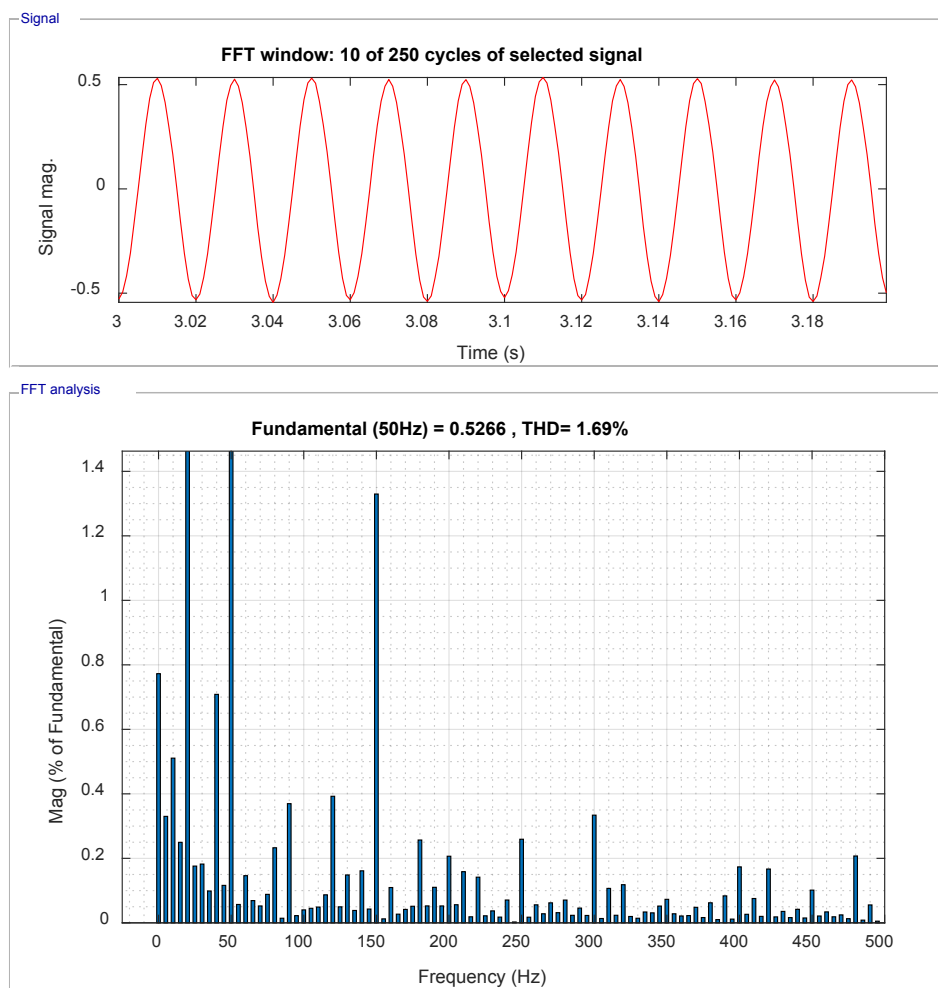 Signal
FFT window: 10 of 250 cycles of selected signal
0.5
0
-0.5
Signal mag.
3 3.02 3.04 3.06 3.08 3.1 3.12 3.14 3.16 3.18
Time (s)
FFT analysis
Fundamental (50Hz) = 0.5266 , THD= 1.69%
1.4
1.2
1
0.8
0.6
0.4
0.2
0
Mag (% of Fundamental)
0 50 100 150 200 250 300 350 400 450 500
Frequency (Hz)